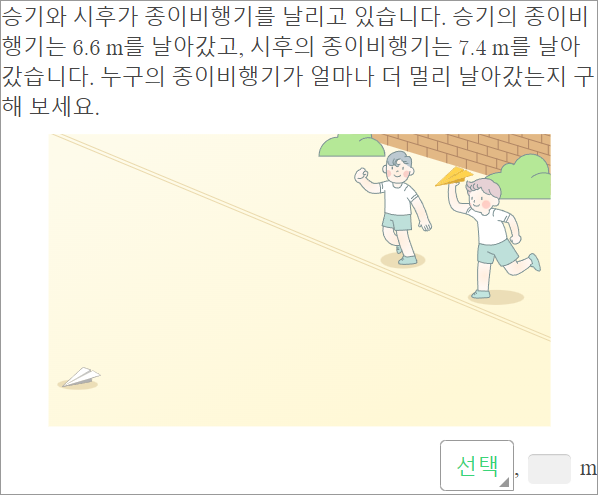 승기와 시후가 종이비행기를 날리고 있습니다. 승기의 종이비
행기는 6.6 m를 날아갔고, 시후의 종이비행기는 7.4 m를 날아
갔습니다. 누구의 종이비행기가 얼마나 더 멀리 날아갔는지 구
해 보세요.
선택, m